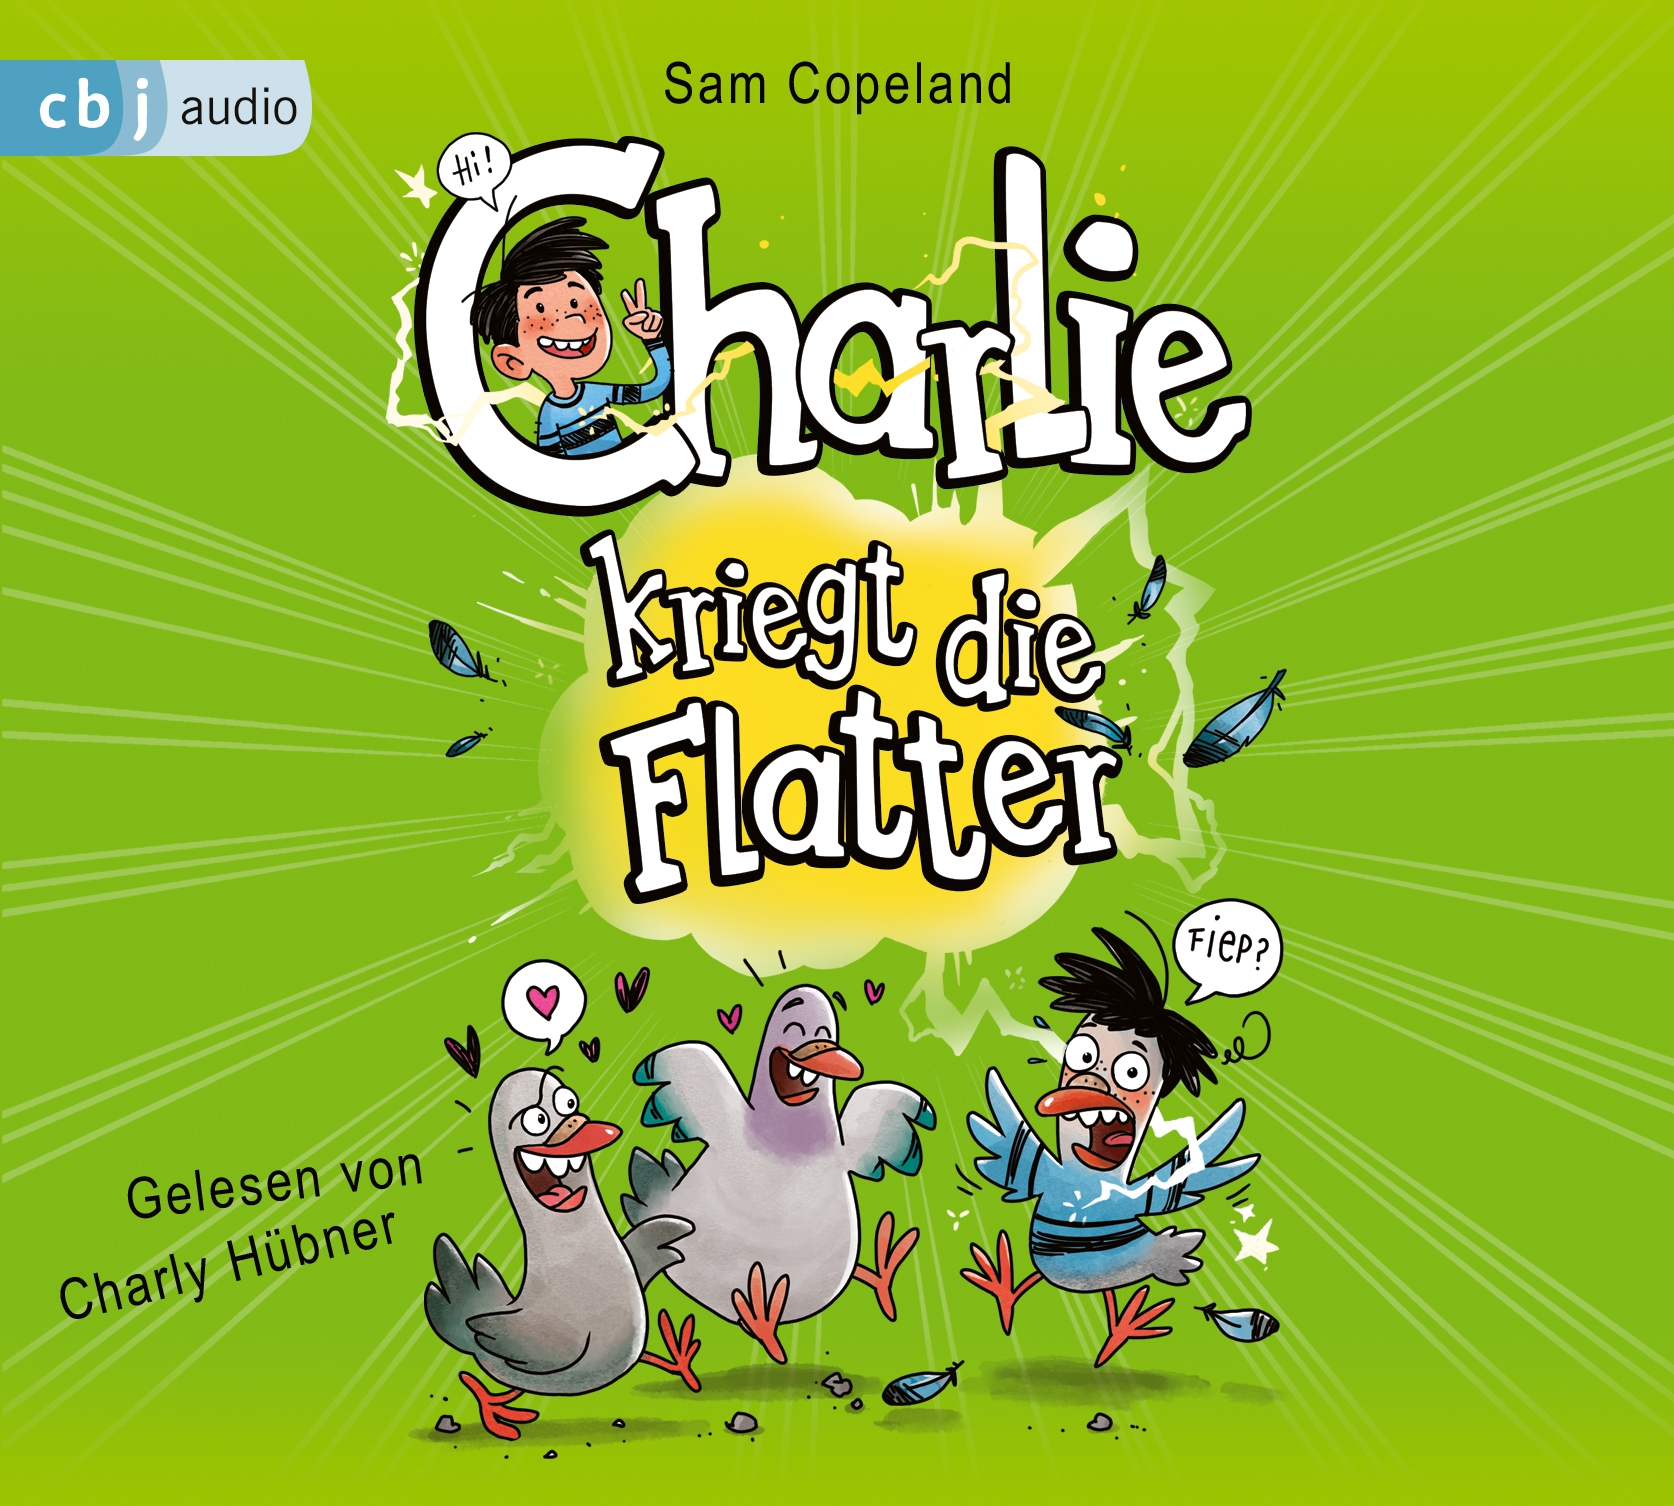 Sam Copeland
cbj audio
Hi!
Charlie
kriegt die
Flatter
Fiep?
Gelesen von
Charly Hübner